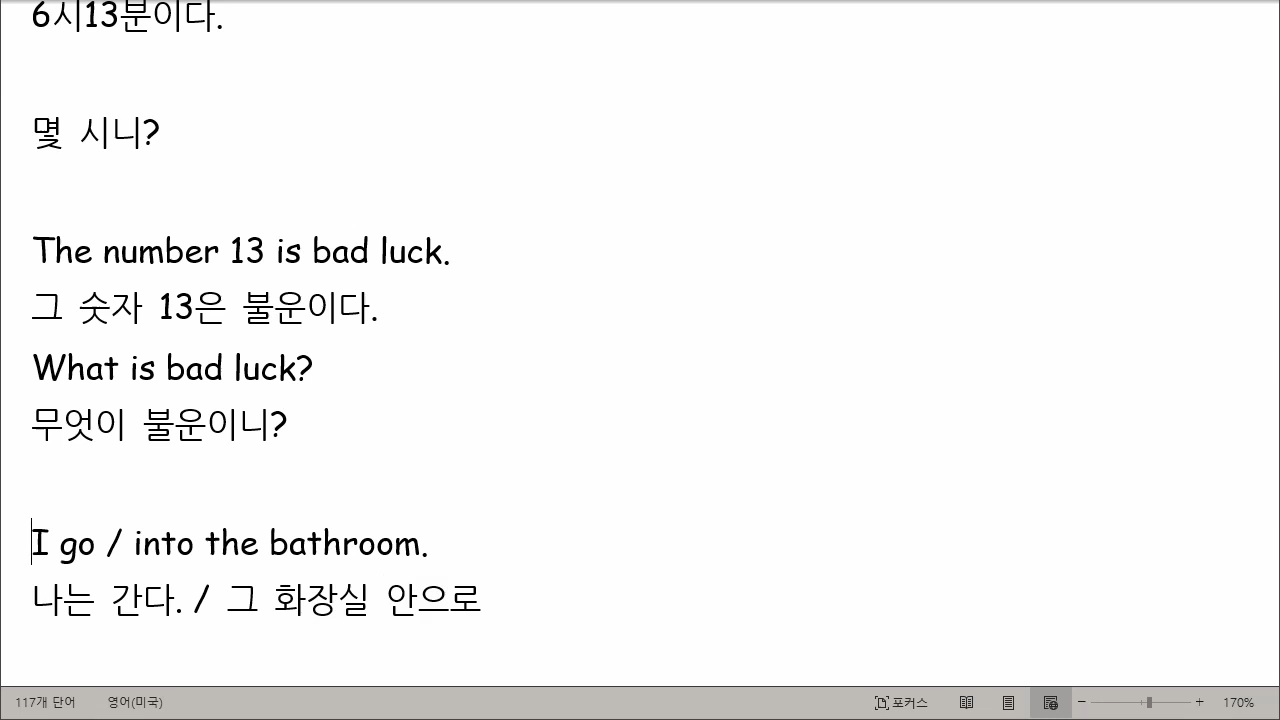 6시13분이다.
몇 시니?
The number 13 is bad luck.
그 숫자 13은 불운이다.
What is bad luck?
무엇이 불운이니?
I go / into the bathroom.
나는 간다. / 그 화장실 안으로
117개 단어 영어(미국) 포커스 170%